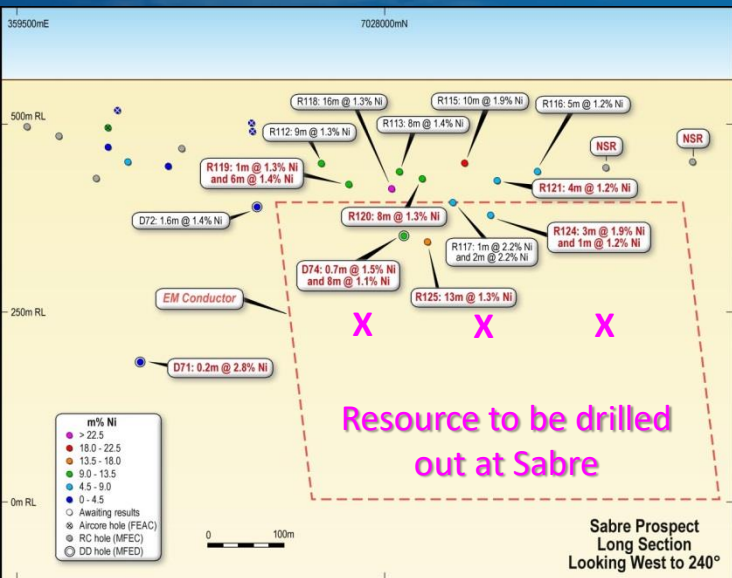 359500mE
7028000mN
500m RL
R118: 16m @ 1.3% Ni
R115: 10m @ 1.9% Ni
R116: 5m @ 1.2% Ni
R113: 8m @ 1.4% Ni
R112: 9m @ 1.3% Ni
NSR
NSR
R119: 1m @ 1.3% Ni
and 6m @ 1.4% Ni
R121: 4m @ 1.2% Ni
R120: 8m @ 1.3% Ni
D72: 1.6m @ 1.4% Ni
R124: 3m @ 1.9% Ni
and 1m @ 1.2% Ni
R117: 1m @ 2.2% Ni
and 2m @ 2.2% Ni
D74: 0.7m @ 1.5% Ni
and 8m @ 1.1% Ni
R125: 13m @ 1.3% Ni
EM Conductor
250m RL
X X X
D71: 0.2m @ 2.8% Ni
Resource to be drilled
out at Sabre
m% Ni
> 22.5
18.0 - 22.5
13.5 - 18.0
9.0 - 13.5
4.5 - 9.0
0 - 4.5
Awaiting results
Aircore hole (FEAC)
RC hole (MFEC)
DD hole (MFED)
0m RL
0 100m
Sabre Prospect
Long Section
Looking West to 240°